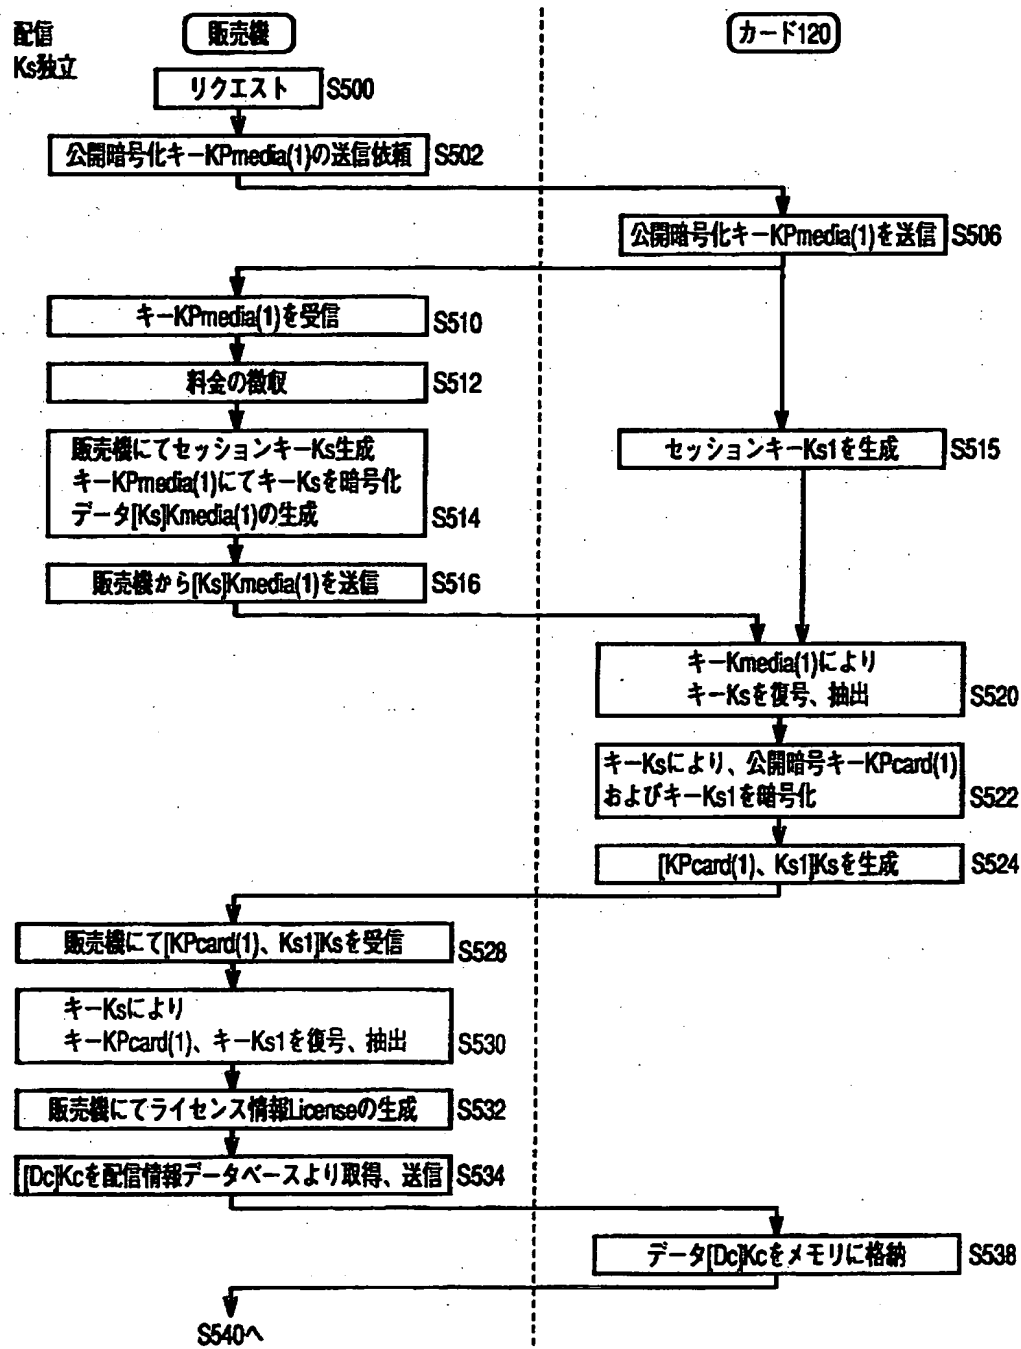 配信
Ks独立
販売機
カード120
リクエスト S500
公開暗号化キーKPmedia(1)の送信依頼 S502
公開暗号化キーKPmedia(1)を送信 S506
キーKPmedia(1)を受信 S510
料金の徴収 S512
販売機にてセッションキーKs生成
キーKPmedia(1)にてキーKsを暗号化
データ[Ks]Kmedia(1)の生成 S514
セッションキーKs1を生成 S515
販売機から[Ks]Kmedia(1)を送信 S516
キーKmedia(1)により
キーKsを復号、抽出 S520
キーKsにより、公開暗号キーKPcard(1)
およびキーKs1を暗号化 S522
[KPcard(1)、Ks1]Ksを生成 S524
販売機にて[KPcard(1)、Ks1]Ksを受信 S528
キーKsにより
キーKPcard(1)、キーKs1を復号、抽出 S530
販売機にてライセンス情報Licenseの生成 S532
[Dc]Kcを配信情報データベースより取得、送信 S534
データ[Dc]Kcをメモリに格納 S538
S540へ